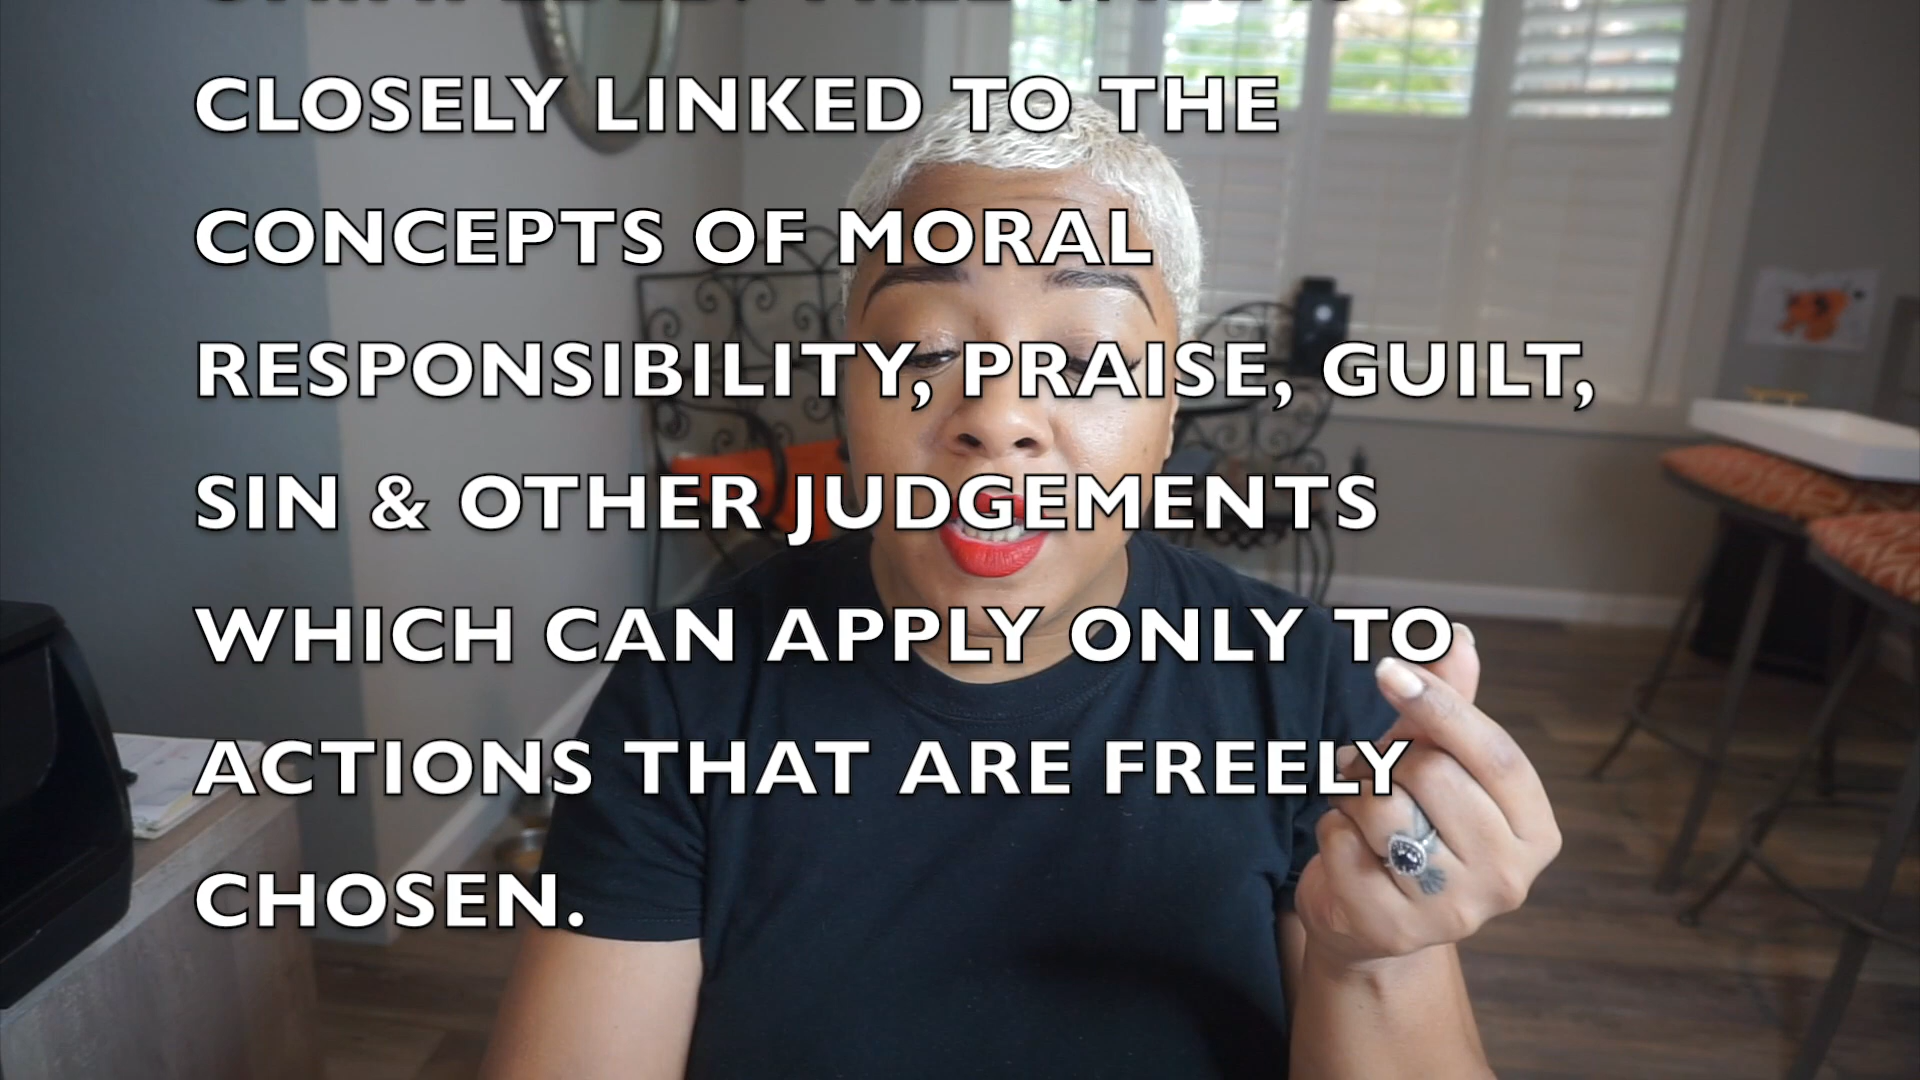 CLOSELY LINKED TO THE
CONCEPTS OF MORAL
RESPONSIBILITY, PRAISE, GUILT,
SIN & OTHER JUDGEMENTS
WHICH CAN APPLY ONLY TO
ACTIONS THAT ARE FREELY
CHOSEN.